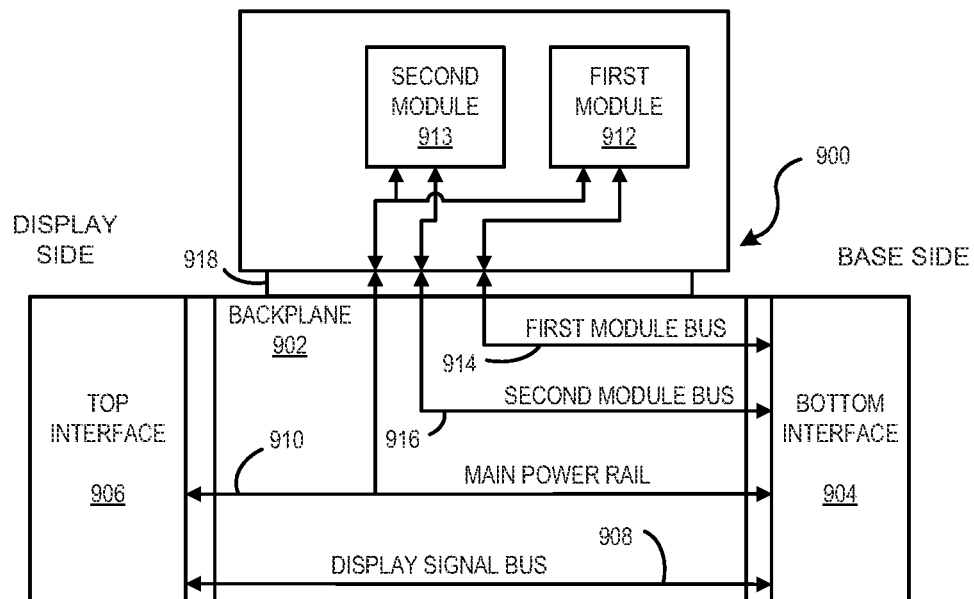 SECOND
MODULE
913
FIRST
MODULE
912
900
DISPLAY
SIDE
918
BASE SIDE
BACKPLANE
902
FIRST MODULE BUS
914
SECOND MODULE BUS
916
TOP
INTERFACE
906
910
MAIN POWER RAIL
BOTTOM
INTERFACE
904
908
DISPLAY SIGNAL BUS